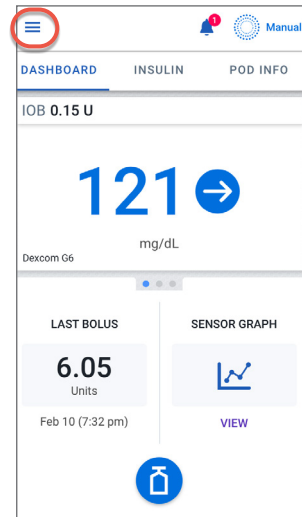 1
Manual
DASHBOARD INSULIN POD INFO
IOB 0.15 U
121
mg/dL
Dexcom G6
LAST BOLUS SENSOR GRAPH
6.05
Units
Feb 10 (7:32 pm) VIEW